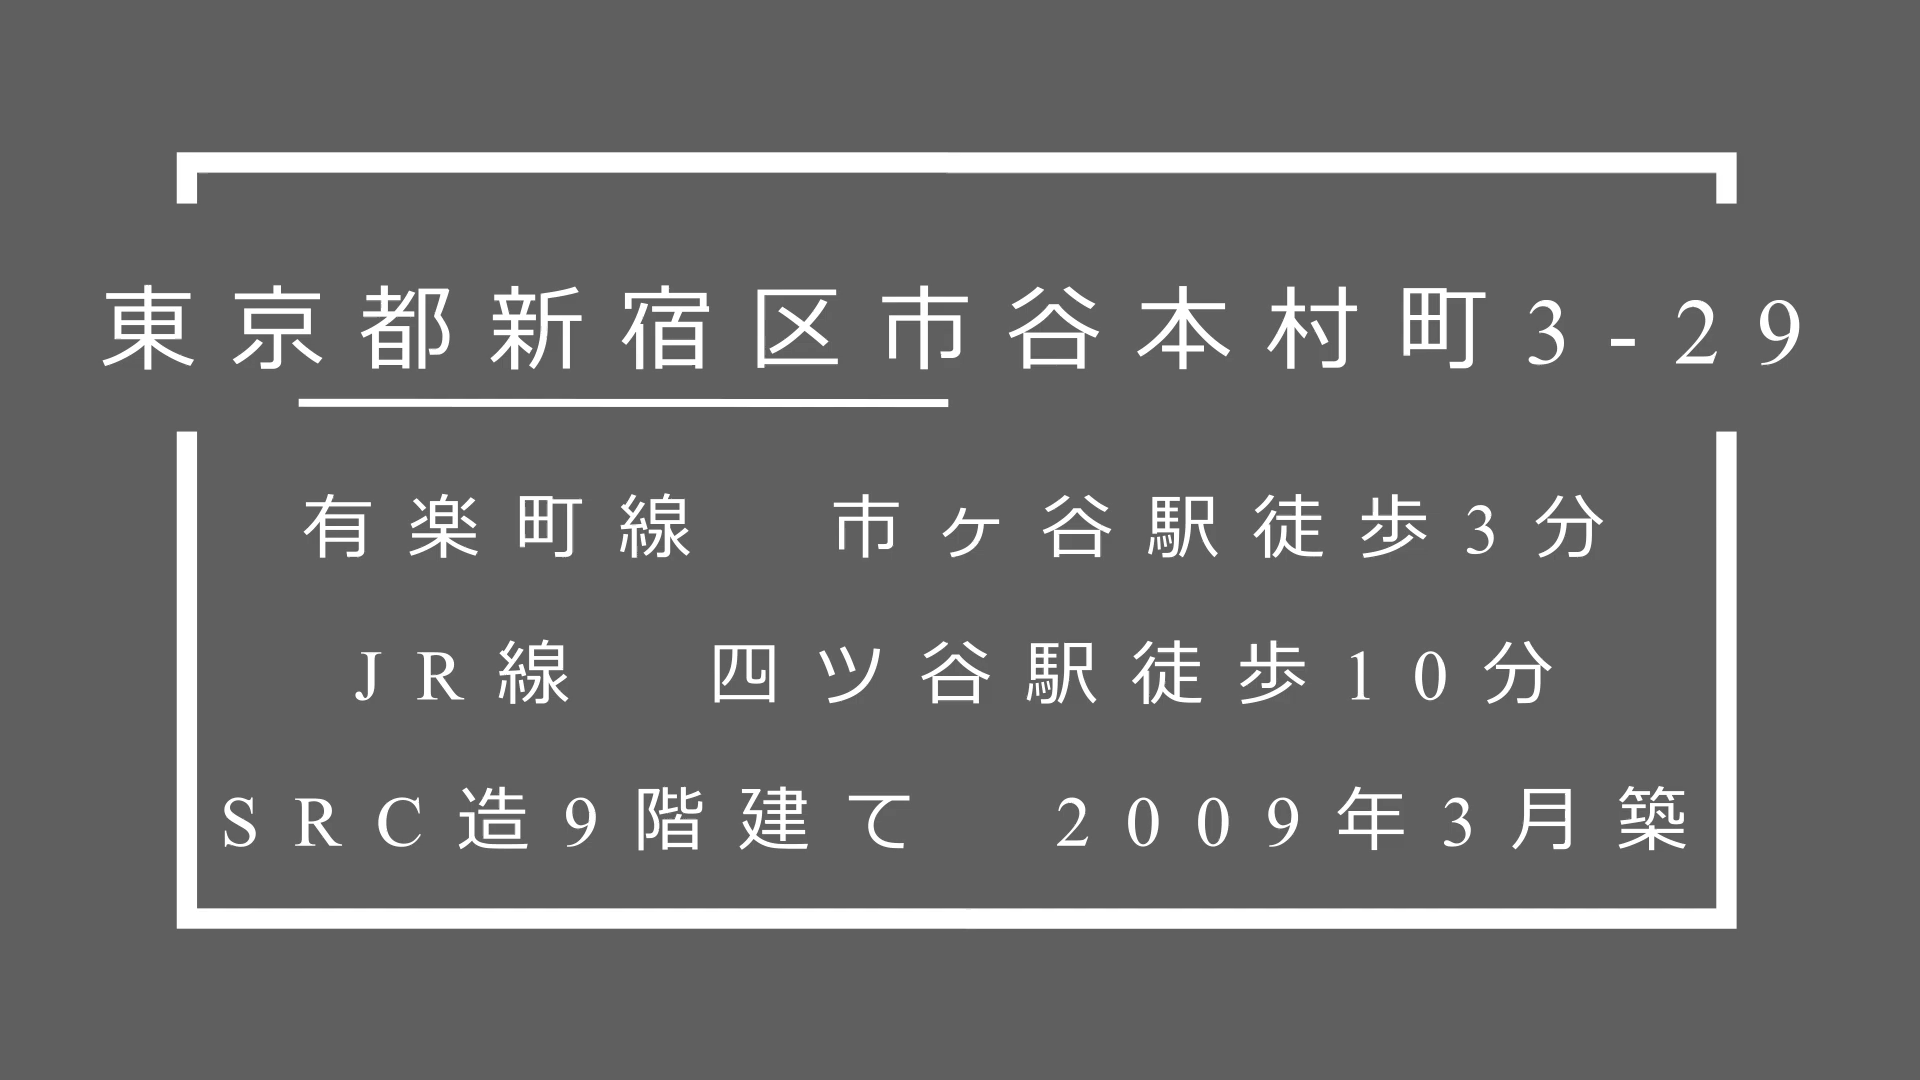 東京都新宿区市谷本村町3-29
有楽町線　市ヶ谷駅徒歩3分
JR線　四ツ谷駅徒歩10分
SRC造9階建て　2009年3月築